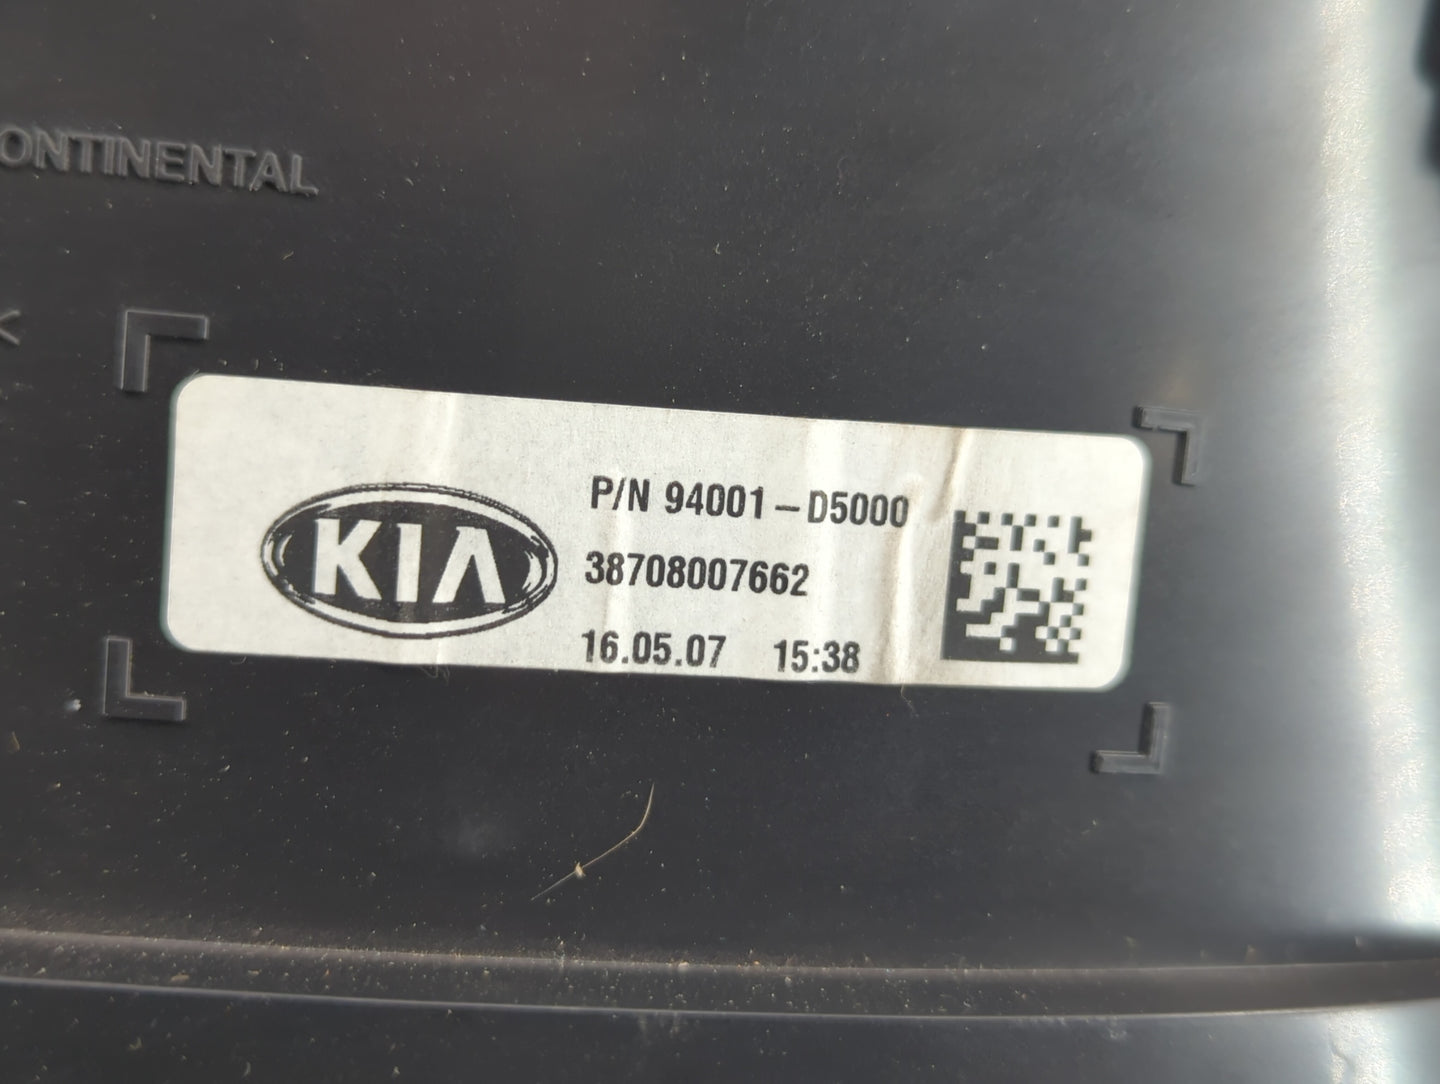 ONTINENTAL
<
KIA
P/N 94001-D5000
38708007662
16.05.07 15:38